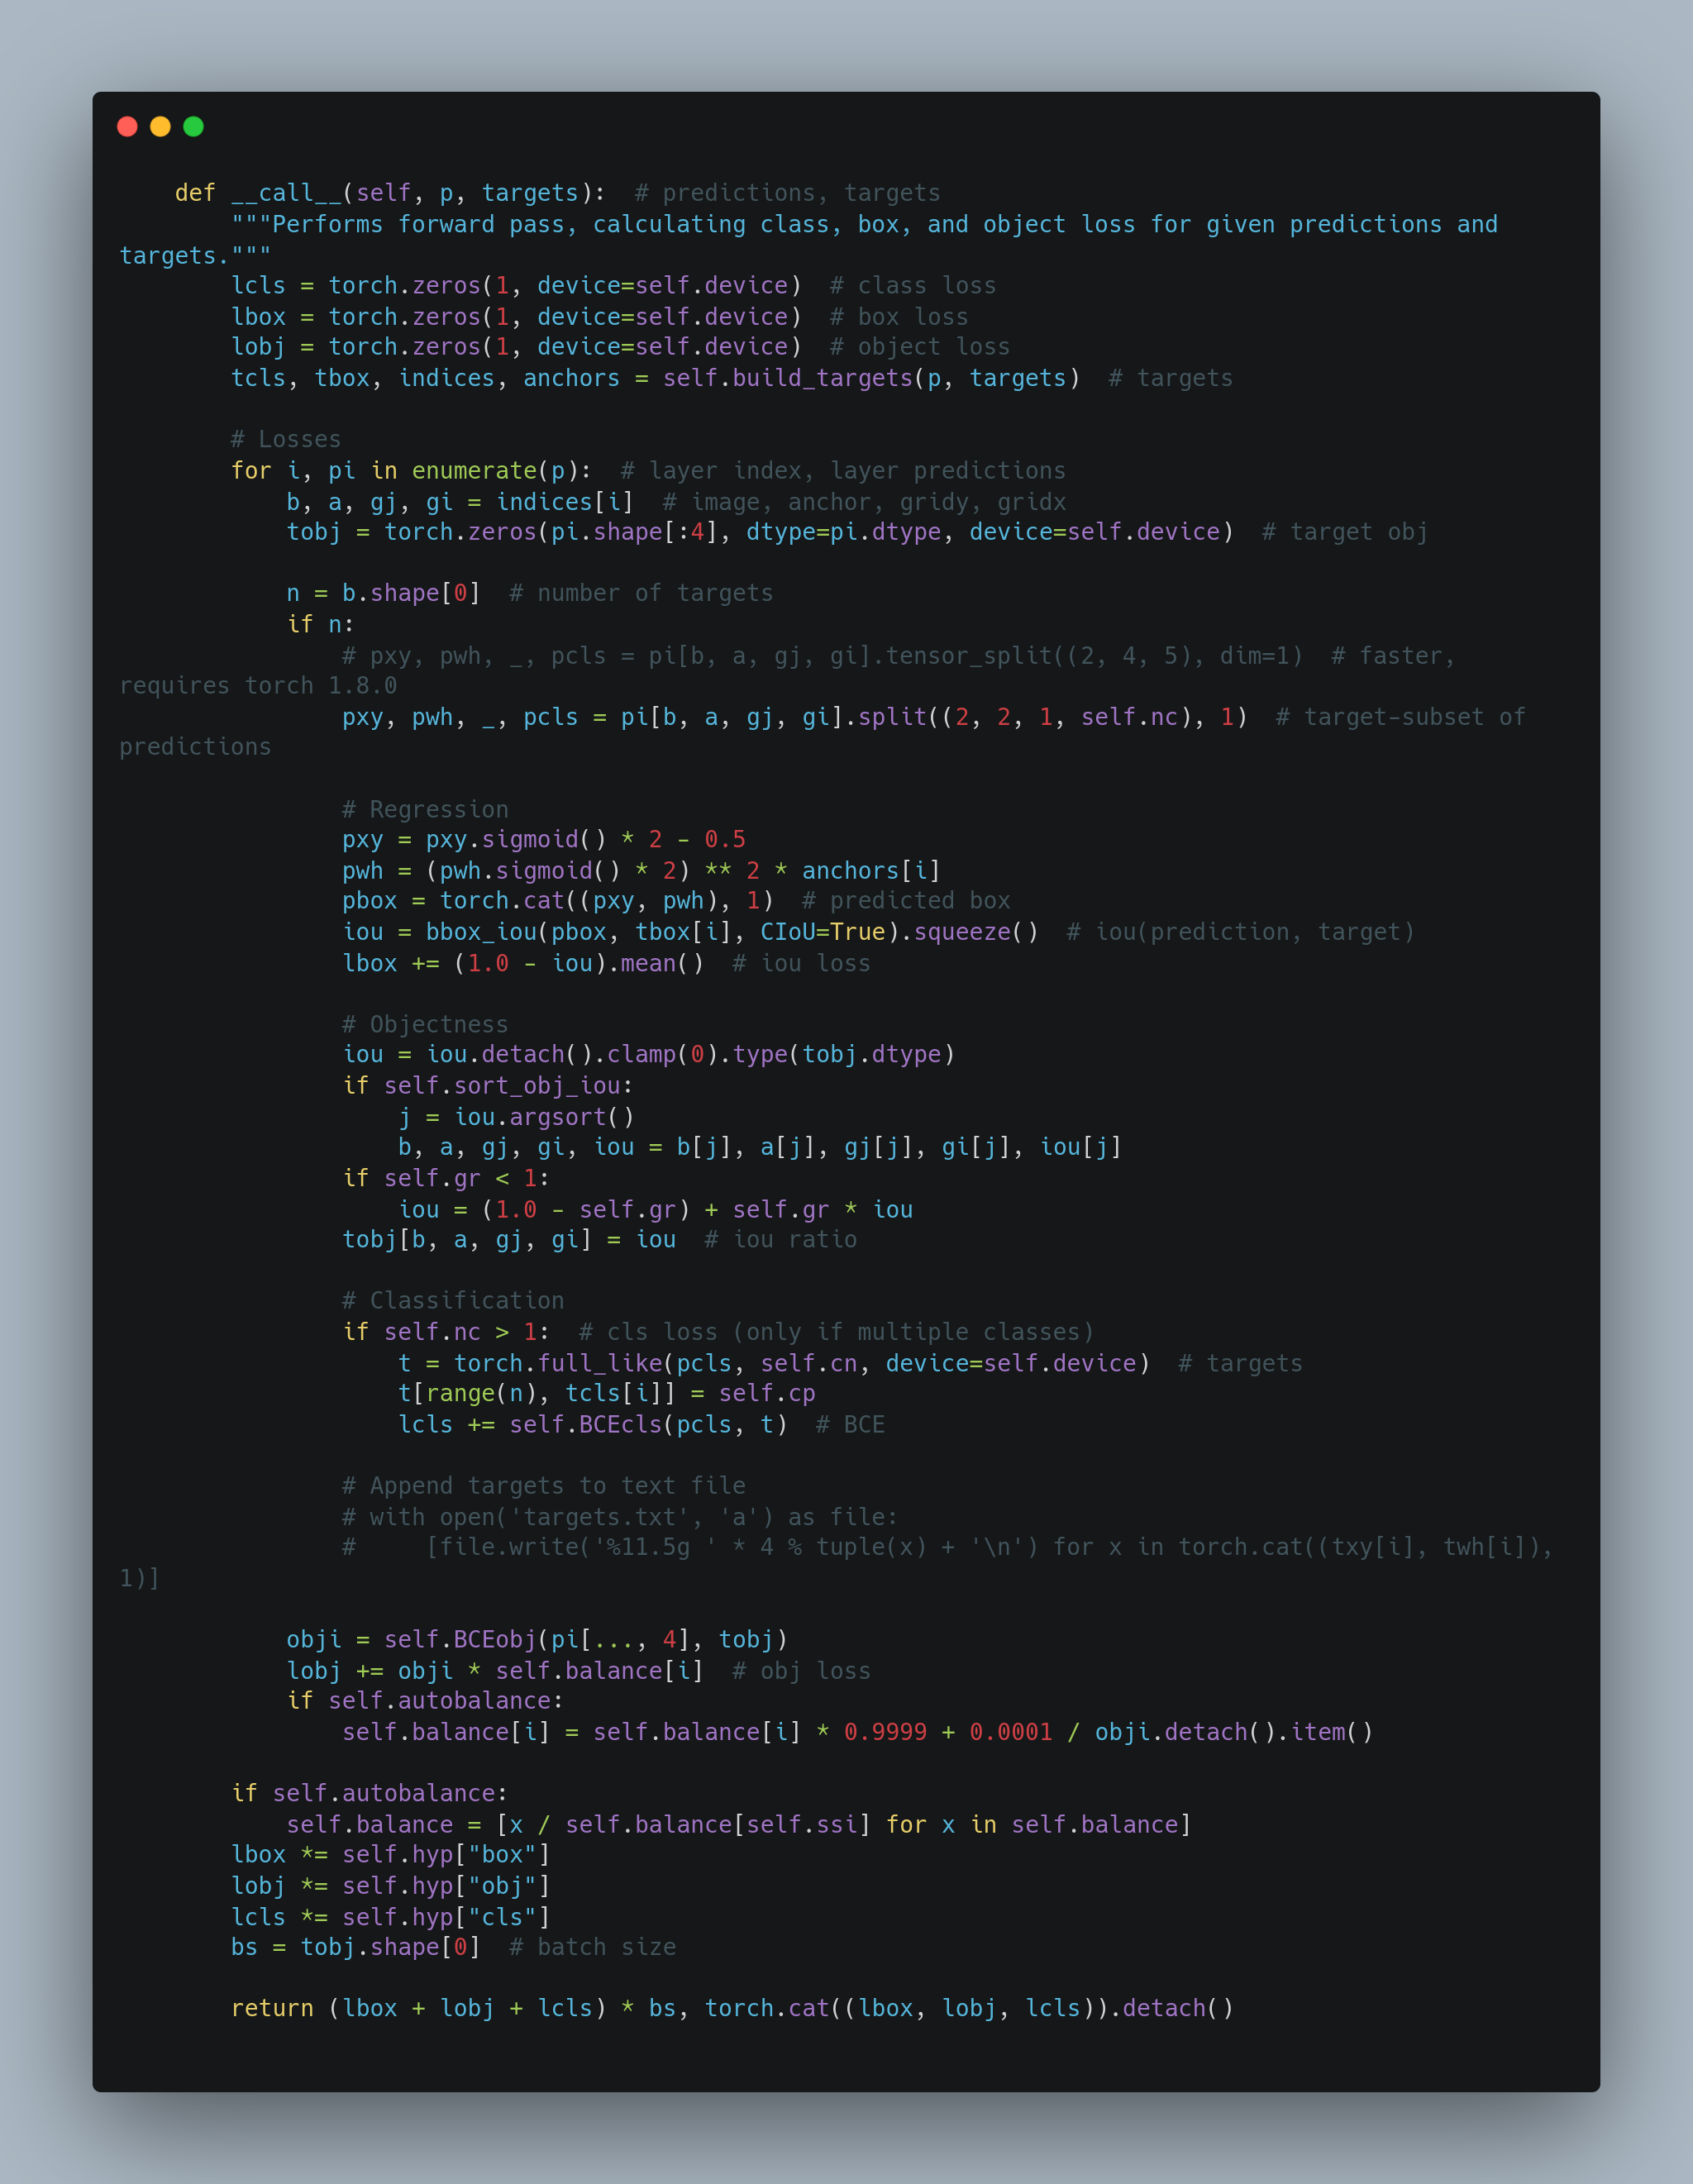 def __call__(self, p, targets):  # predictions, targets
        """Performs forward pass, calculating class, box, and object loss for given predictions and
targets."""
        lcls = torch.zeros(1, device=self.device)  # class loss
        lbox = torch.zeros(1, device=self.device)  # box loss
        lobj = torch.zeros(1, device=self.device)  # object loss
        tcls, tbox, indices, anchors = self.build_targets(p, targets)  # targets

        # Losses
        for i, pi in enumerate(p):  # layer index, layer predictions
            b, a, gj, gi = indices[i]  # image, anchor, gridy, gridx
            tobj = torch.zeros(pi.shape[:4], dtype=pi.dtype, device=self.device)  # target obj

            n = b.shape[0]  # number of targets
            if n:
                # pxy, pwh, _, pcls = pi[b, a, gj, gi].tensor_split((2, 4, 5), dim=1)  # faster,
requires torch 1.8.0
                pxy, pwh, _, pcls = pi[b, a, gj, gi].split((2, 2, 1, self.nc), 1)  # target-subset of
predictions

                # Regression
                pxy = pxy.sigmoid() * 2 - 0.5
                pwh = (pwh.sigmoid() * 2) ** 2 * anchors[i]
                pbox = torch.cat((pxy, pwh), 1)  # predicted box
                iou = bbox_iou(pbox, tbox[i], CIoU=True).squeeze()  # iou(prediction, target)
                lbox += (1.0 - iou).mean()  # iou loss

                # Objectness
                iou = iou.detach().clamp(0).type(tobj.dtype)
                if self.sort_obj_iou:
                    j = iou.argsort()
                    b, a, gj, gi, iou = b[j], a[j], gj[j], gi[j], iou[j]
                if self.gr < 1:
                    iou = (1.0 - self.gr) + self.gr * iou
                tobj[b, a, gj, gi] = iou  # iou ratio

                # Classification
                if self.nc > 1:  # cls loss (only if multiple classes)
                    t = torch.full_like(pcls, self.cn, device=self.device)  # targets
                    t[range(n), tcls[i]] = self.cp
                    lcls += self.BCEcls(pcls, t)  # BCE

                # Append targets to text file
                # with open('targets.txt', 'a') as file:
                #     [file.write('%11.5g ' * 4 % tuple(x) + '\n') for x in torch.cat((txy[i], twh[i]),
1)]

            obji = self.BCEobj(pi[..., 4], tobj)
            lobj += obji * self.balance[i]  # obj loss
            if self.autobalance:
                self.balance[i] = self.balance[i] * 0.9999 + 0.0001 / obji.detach().item()

        if self.autobalance:
            self.balance = [x / self.balance[self.ssi] for x in self.balance]
        lbox *= self.hyp["box"]
        lobj *= self.hyp["obj"]
        lcls *= self.hyp["cls"]
        bs = tobj.shape[0]  # batch size

        return (lbox + lobj + lcls) * bs, torch.cat((lbox, lobj, lcls)).detach()